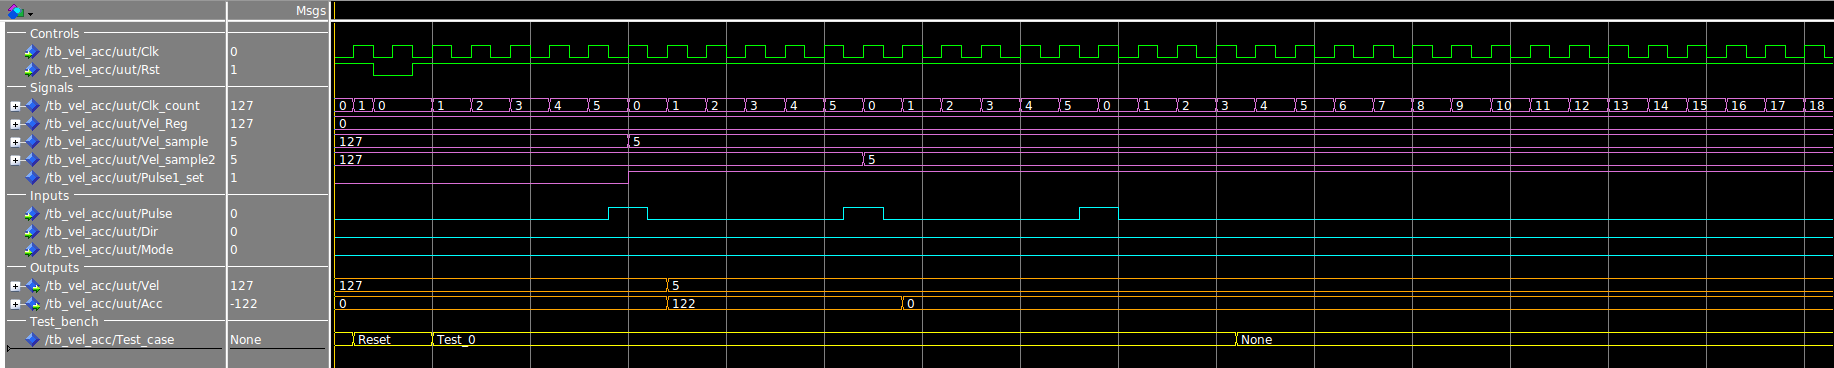 Msgs
Controls
/tb_vel_acc/uut/Clk 0
/tb_vel_acc/uut/Rst 1
Signals
/tb_vel_acc/uut/Clk_count 127 0 1 0 1 2 3 4 5 0 1 2 3 4 5 0 1 2 3 4 5 0 1 2 3 4 5 6 7 8 9 10 11 12 13 14 15 16 17 18
/tb_vel_acc/uut/Vel_Reg 127 0
/tb_vel_acc/uut/Vel_sample 5 127 5
/tb_vel_acc/uut/Vel_sample2 5 127 5
/tb_vel_acc/uut/Pulse1_set 1
Inputs
/tb_vel_acc/uut/Pulse 0
/tb_vel_acc/uut/Dir 0
/tb_vel_acc/uut/Mode 0
Outputs
/tb_vel_acc/uut/Vel 127 127 5
/tb_vel_acc/uut/Acc -122 0 122 0
Test_bench
/tb_vel_acc/Test_case None Reset Test_0 None